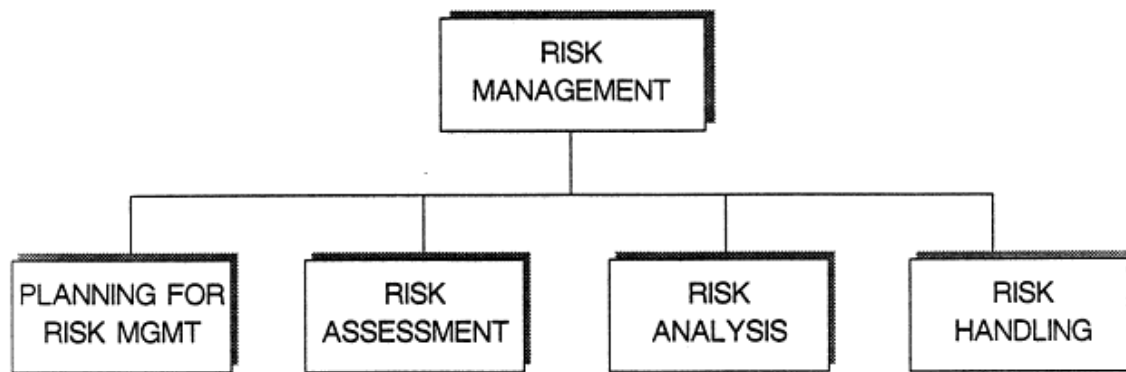 RISK
MANAGEMENT
PLANNING FOR
RISK MGMT
RISK
ASSESSMENT
RISK
ANALYSIS
RISK
HANDLING